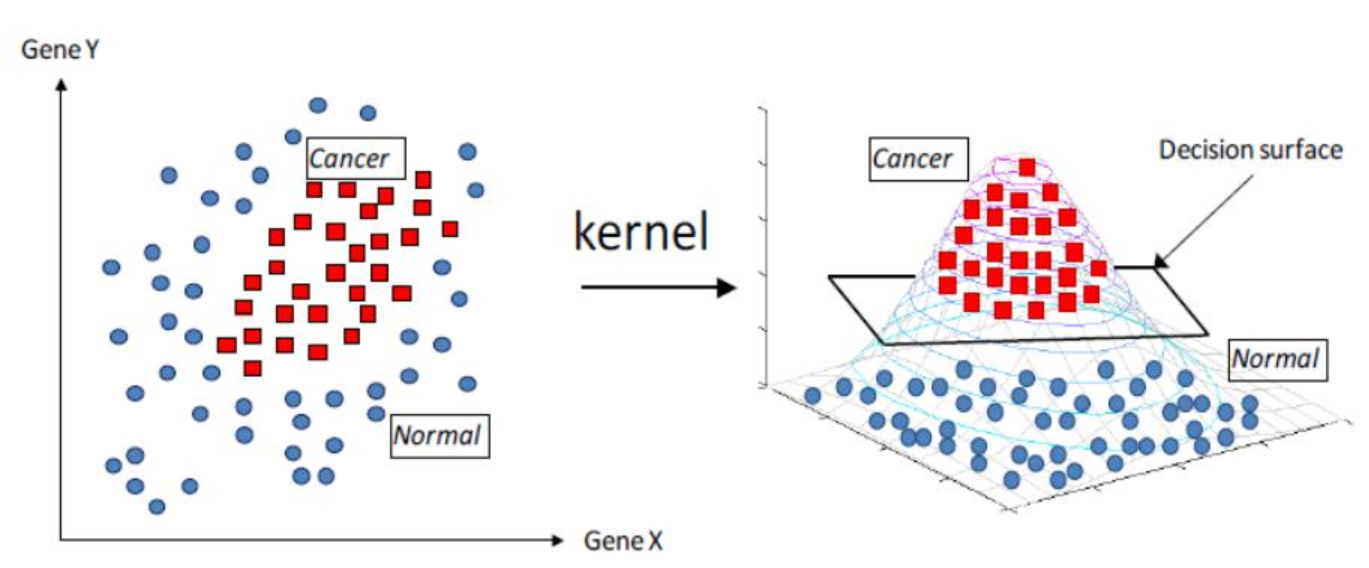 Gene Y
Cancer
Normal
Gene X
kernel
Cancer
Decision surface
Normal